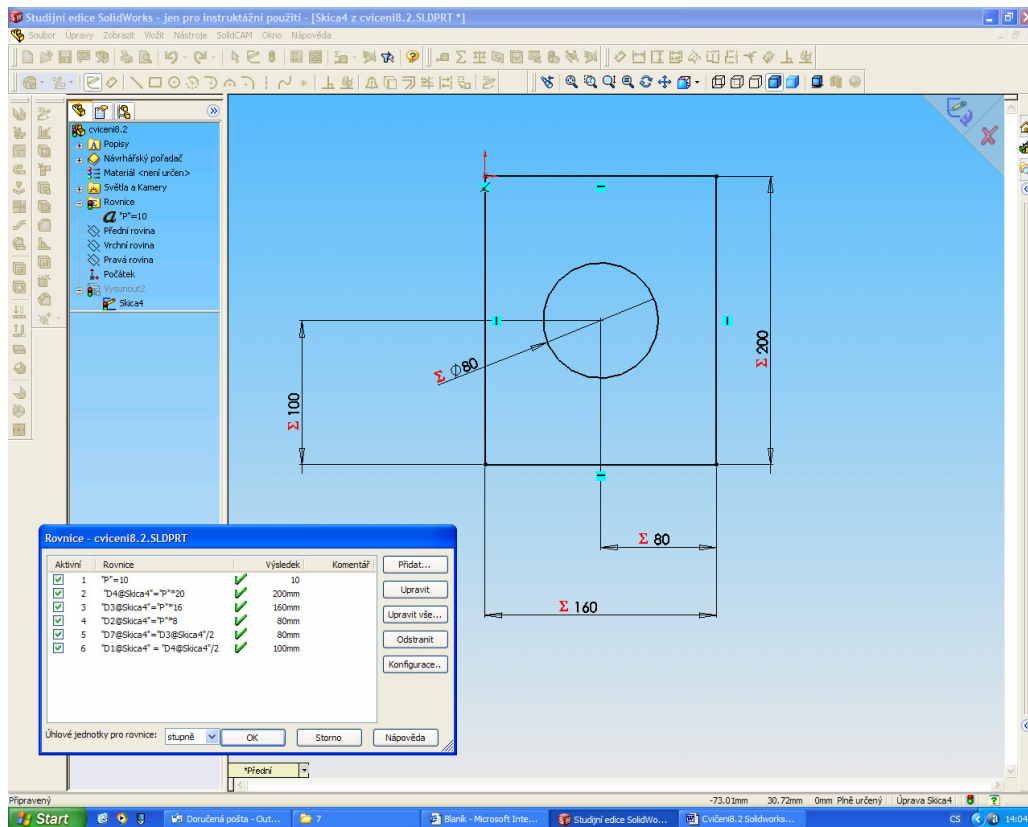 Studijní edice SolidWorks - jen pro instruktážní použití - [Skica4 z cviceni8.2.SLDPRT *]
Soubor Úpravy Zobrazit Vložit Nástroje SolidCAM Okno Nápověda
cviceni8.2
A Popisy
Návrhářský pořadač
Materiál <není určen>
Světla a Kamery
Rovnice
"P"=10
Přední rovina
Vrchní rovina
Pravá rovina
Počátek
Vysunout2
Skica4
Σ 200
Σ Ø80
Σ 100
Σ 80
Σ 160
Rovnice - cviceni8.2.SLDPRT
Aktivní Rovnice Výsledek Komentář
1 "P"=10 10
2 "D4@Skica4"="P"*20 200mm
3 "D3@Skica4"="P"*16 160mm
4 "D2@Skica4"="P"*8 80mm
5 "D7@Skica4"="D3@Skica4"/2 80mm
6 "D1@Skica4" = "D4@Skica4"/2 100mm
Přidat...
Upravit
Upravit vše...
Odstranit
Konfigurace..
Úhlové jednotky pro rovnice: stupně OK Storno Nápověda
*Přední
Připravený -73.01mm 30.72mm 0mm Plně určený Úprava Skica4
Start Doručená pošta - Out... 7 Blaník - Microsoft Inte... Studijní edice SolidWo... Cvičení8.2 Solidworks... CS 14:04